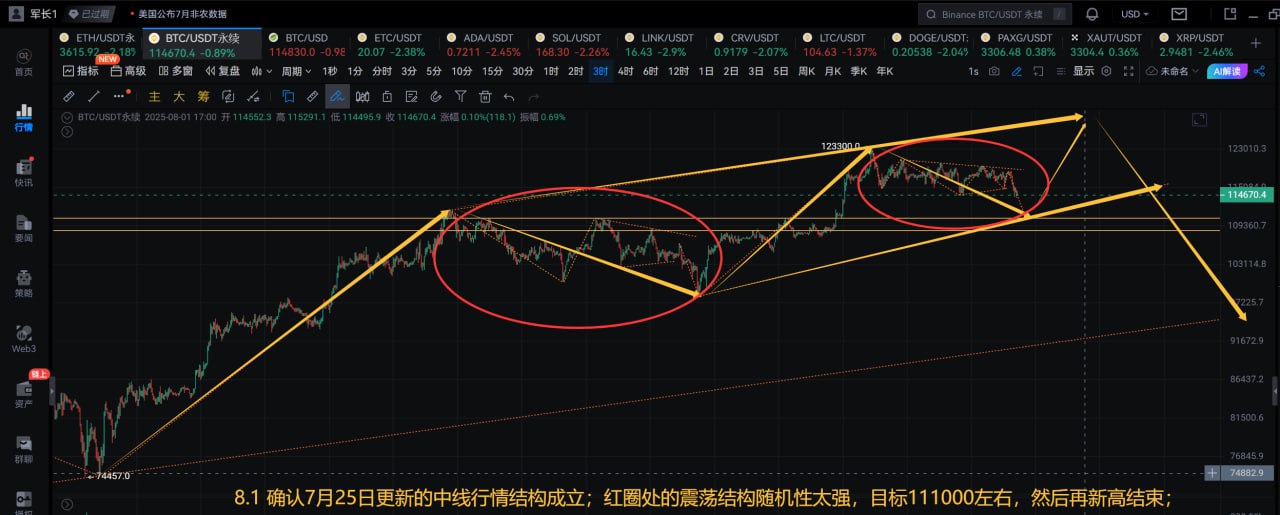 军长1 已过期 • 美国公布7月非农数据
Binance BTC/USDT 永续 / USD
ETH/USDT永 BTC/USDT永续 BTC/USD ETC/USDT ADA/USDT SOL/USDT LINK/USDT CRV/USDT LTC/USDT DOGE/USDT: PAXG/USDT XAUT/USDT XRP/USDT
3615.92 -2.18% 114670.4 -0.89% 114830.0 -0.98 20.07 -2.38% 0.7211 -2.45% 168.30 -2.26% 16.43 -2.9% 0.9179 -2.07% 104.63 -1.37% 0.20538 -2.04% 3306.48 0.38% 3304.4 0.36% 2.9481 -2.46%
NEW
指标 高级 多窗 复盘 周期 1秒 1分 分时 3分 5分 10分 15分 30分 1时 2时 3时 4时 6时 12时 1日 2日 3日 5日 周K 月K 季K 年K 1s 显示 未命名 AI解读
主 大 筹
BTC/USDT永续 2025-08-01 17:00 开 114552.3 高 115291.1 低 114495.9 收 114670.4 涨幅 0.10%(118.1) 振幅 0.69%
首页
行情
快讯
要闻
策略
Web3
链上
资产
群聊
123300.0
123010.3
114670.4
109360.7
103114.8
97225.7
91672.9
86437.2
81500.6
76845.9
74882.9
74457.0
8.1 确认7月25日更新的中线行情结构成立；红圈处的震荡结构随机性太强，目标111000左右，然后再新高结束；